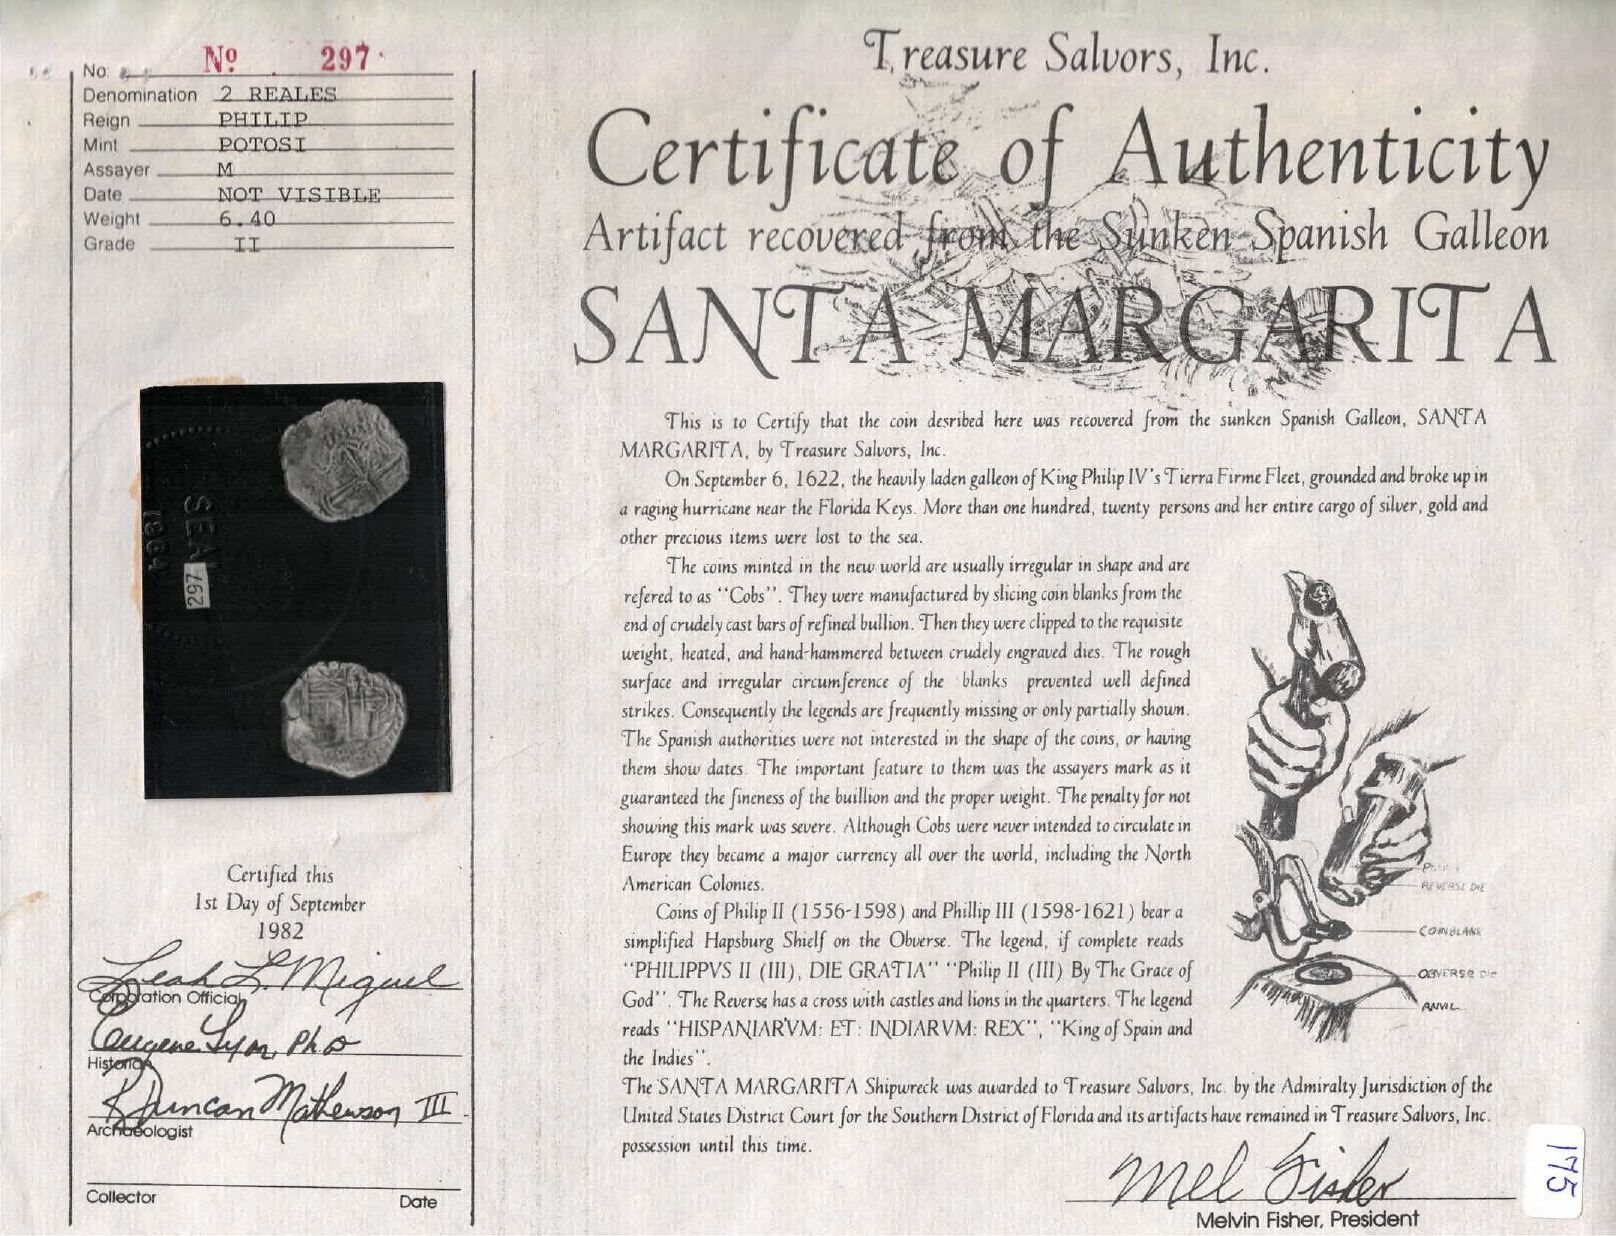 No. Nº 297
Denomination 2 REALES
Reign PHILIP
Mint POTOSI
Assayer M
Date NOT VISIBLE
Weight 6.40
Grade II
SEAL
1984
297
Certified this
1st Day of September
1982
Leah L. Miguel
Corporation Official
Eugene Lyon, PhD
Historian
R Duncan Mathewson III
Archaeologist
Collector Date
Treasure Salvors, Inc.
Certificate of Authenticity
Artifact recovered from the Sunken Spanish Galleon
SANTA MARGARITA
This is to Certify that the coin desribed here was recovered from the sunken Spanish Galleon, SANTA
MARGARITA, by Treasure Salvors, Inc.
On September 6, 1622, the heavily laden galleon of King Philip IV's Tierra Firme Fleet, grounded and broke up in
a raging hurricane near the Florida Keys. More than one hundred, twenty persons and her entire cargo of silver, gold and
other precious items were lost to the sea.
The coins minted in the new world are usually irregular in shape and are
refered to as "Cobs". They were manufactured by slicing coin blanks from the
end of crudely cast bars of refined bullion. Then they were clipped to the requisite
weight, heated, and hand-hammered between crudely engraved dies. The rough
surface and irregular circumference of the blanks prevented well defined
strikes. Consequently the legends are frequently missing or only partially shown.
The Spanish authorities were not interested in the shape of the coins, or having
them show dates. The important feature to them was the assayers mark as it
guaranteed the fineness of the buillion and the proper weight. The penalty for not
showing this mark was severe. Although Cobs were never intended to circulate in
Europe they became a major currency all over the world, including the North
American Colonies.
Coins of Philip II (1556-1598) and Phillip III (1598-1621) bear a
simplified Hapsburg Shielf on the Obverse. The legend, if complete reads
"PHILIPPVS II (III), DIE GRATIA" "Philip II (III) By The Grace of
God". The Reverse has a cross with castles and lions in the quarters. The legend
reads "HISPANIARVM: ET: INDIARVM: REX", "King of Spain and
the Indies".
REVERSE DIE
COIN BLANK
OBVERSE DIE
ANVIL
The SANTA MARGARITA Shipwreck was awarded to Treasure Salvors, Inc. by the Admiralty Jurisdiction of the
United States District Court for the Southern District of Florida and its artifacts have remained in Treasure Salvors, Inc.
possession until this time.
Mel Fisher
Melvin Fisher, President
175